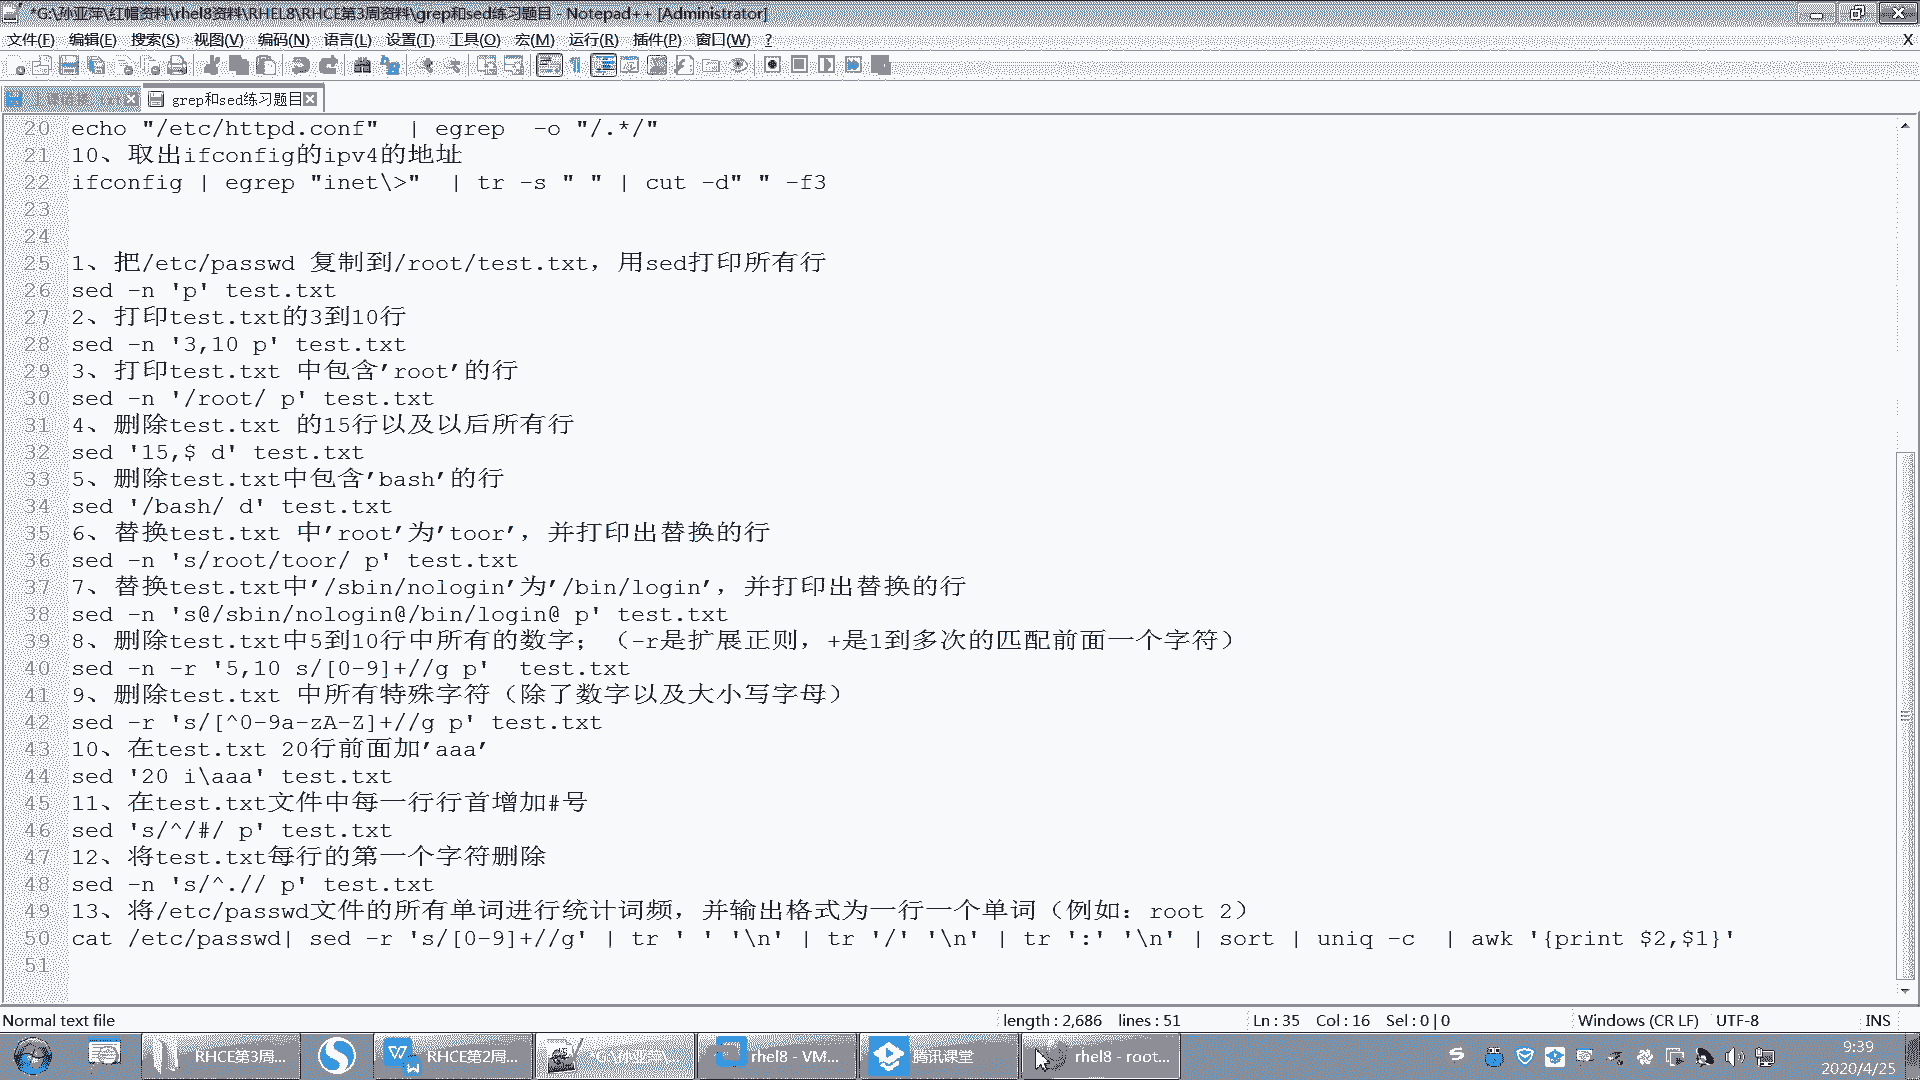 *G:\孙亚萍\红帽资料\rhel8资料\RHEL8\RHCE第3周资料\grep和sed练习题目 - Notepad++ [Administrator]
文件(F) 编辑(E) 搜索(S) 视图(V) 编码(N) 语言(L) 设置(T) 工具(O) 宏(M) 运行(R) 插件(P) 窗口(W) ? X
grep和sed练习题目
20 echo "/etc/httpd.conf"  | egrep  -o "/.*/"
21 10、取出ifconfig的ipv4的地址
22 ifconfig | egrep "inet\>"  | tr -s " " | cut -d" " -f3
23
24
25 1、把/etc/passwd 复制到/root/test.txt，用sed打印所有行
26 sed -n 'p' test.txt
27 2、打印test.txt的3到10行
28 sed -n '3,10 p' test.txt
29 3、打印test.txt 中包含'root'的行
30 sed -n '/root/ p' test.txt
31 4、删除test.txt 的15行以及以后所有行
32 sed '15,$ d' test.txt
33 5、删除test.txt中包含'bash'的行
34 sed '/bash/ d' test.txt
35 6、替换test.txt 中'root'为'toor'，并打印出替换的行
36 sed -n 's/root/toor/ p' test.txt
37 7、替换test.txt中'/sbin/nologin'为'/bin/login'，并打印出替换的行
38 sed -n 's@/sbin/nologin@/bin/login@ p' test.txt
39 8、删除test.txt中5到10行中所有的数字；（-r是扩展正则，+是1到多次的匹配前面一个字符）
40 sed -n -r '5,10 s/[0-9]+//g p'  test.txt
41 9、删除test.txt 中所有特殊字符（除了数字以及大小写字母）
42 sed -r 's/[^0-9a-zA-Z]+//g p' test.txt
43 10、在test.txt 20行前面加'aaa'
44 sed '20 i\aaa' test.txt
45 11、在test.txt文件中每一行行首增加#号
46 sed 's/^/#/ p' test.txt
47 12、将test.txt每行的第一个字符删除
48 sed -n 's/^.// p' test.txt
49 13、将/etc/passwd文件的所有单词进行统计词频，并输出格式为一行一个单词（例如：root 2）
50 cat /etc/passwd| sed -r 's/[0-9]+//g' | tr ' ' '\n' | tr '/' '\n' | tr ':' '\n' | sort | uniq -c  | awk '{print $2,$1}'
51
Normal text file length : 2,686 lines : 51 Ln : 35 Col : 16 Sel : 0 | 0 Windows (CR LF) UTF-8 INS
RHCE第3周... RHCE第2周... *G:\孙亚萍\... rhel8 - VM... 腾讯课堂 rhel8 - root... 9:39
2020/4/25